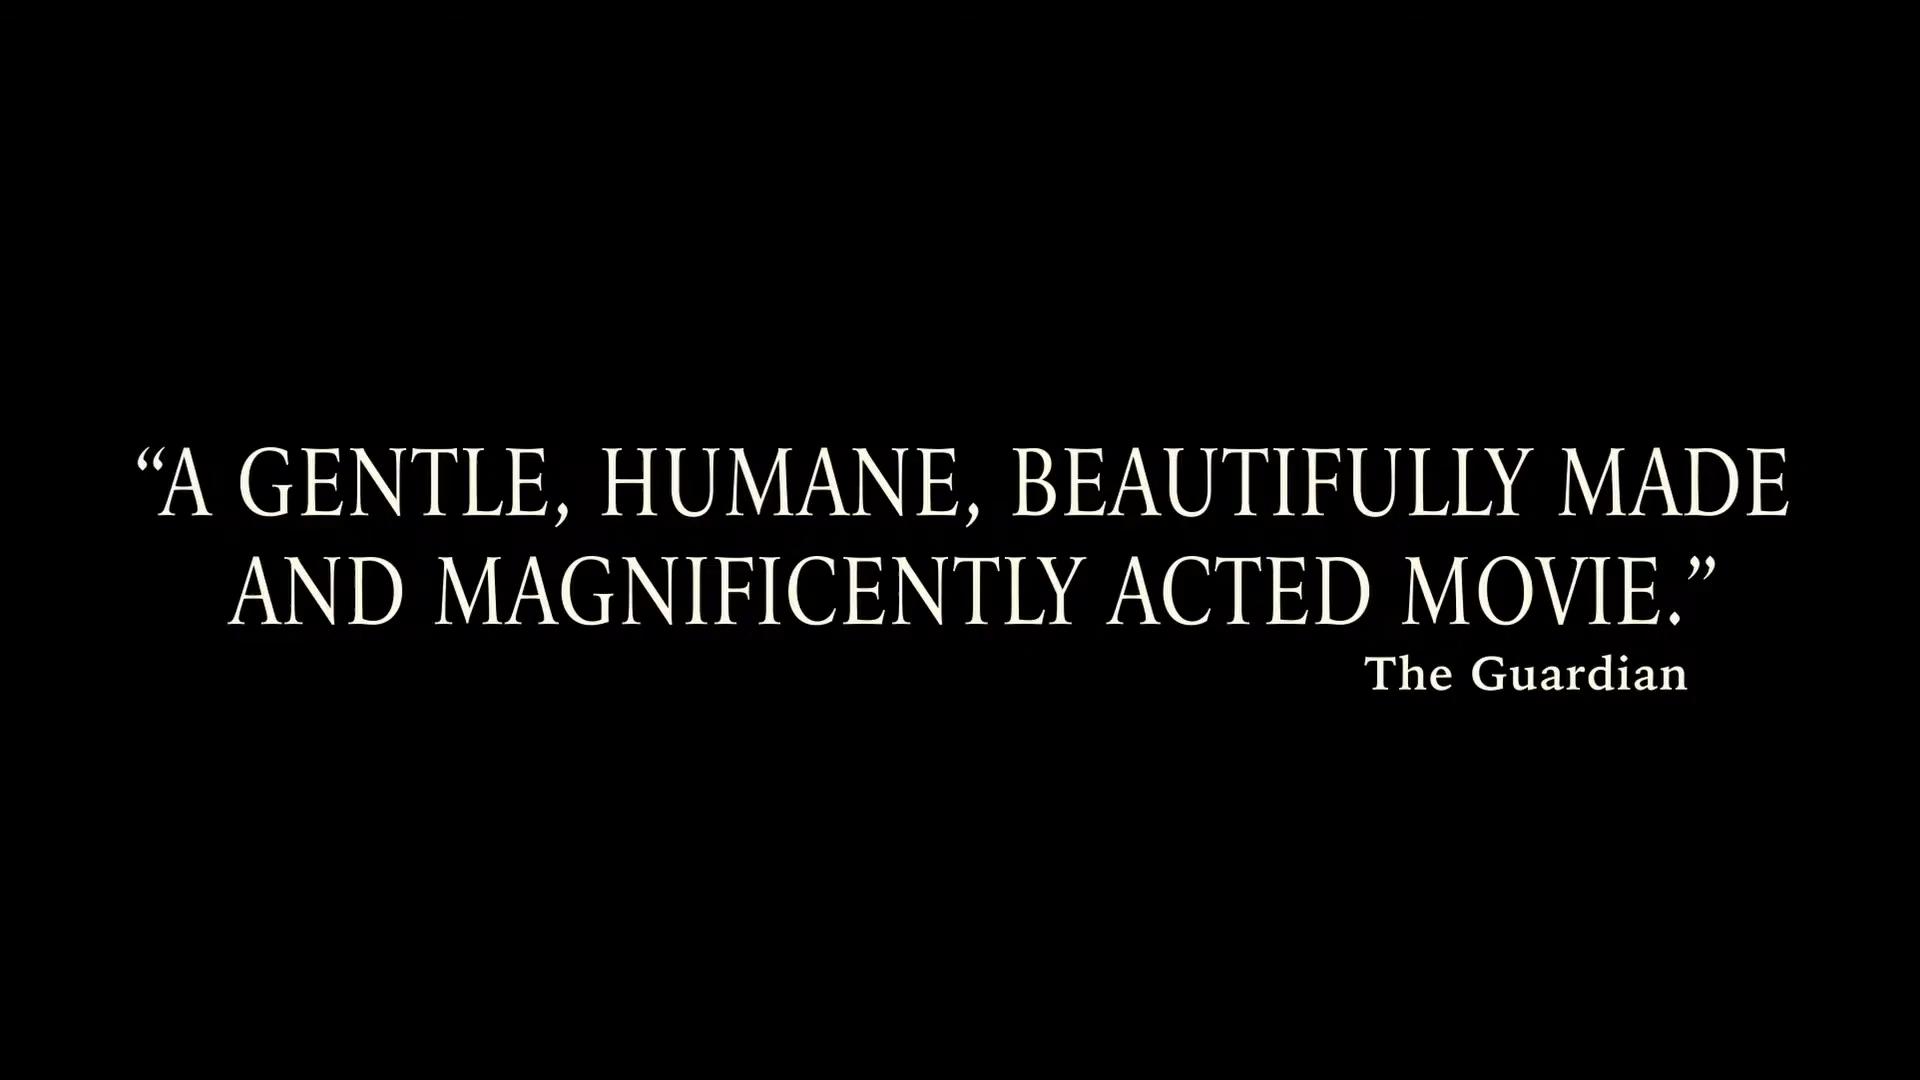 “A GENTLE, HUMANE, BEAUTIFULLY MADE
AND MAGNIFICENTLY ACTED MOVIE.”
The Guardian